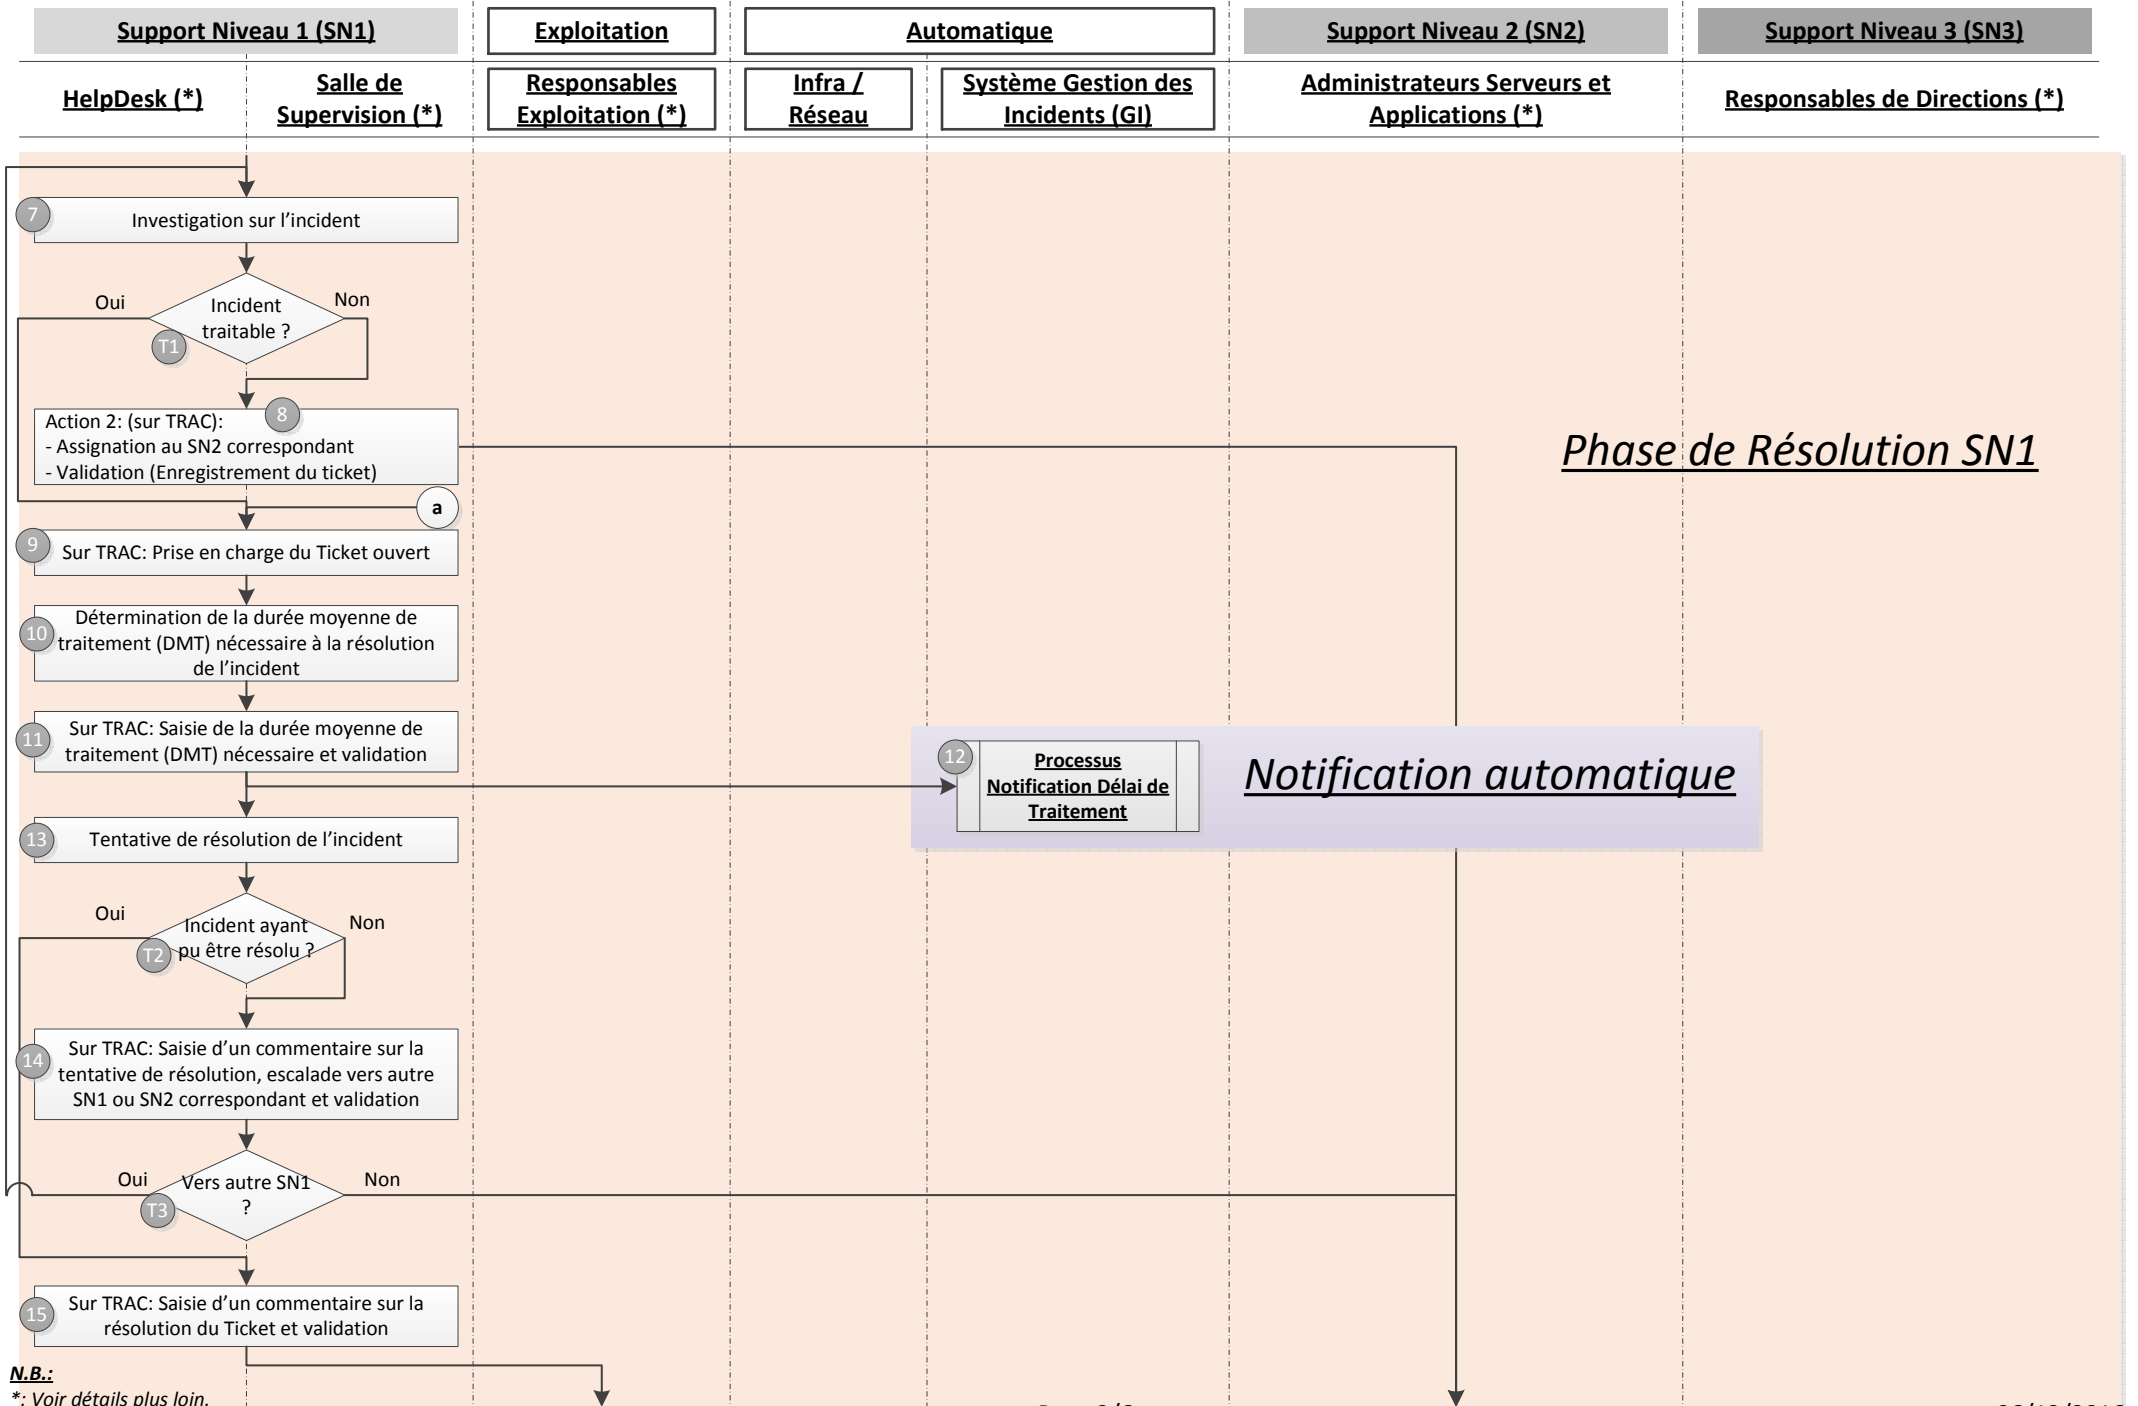 Support Niveau 1 (SN1)
Exploitation
Automatique
Support Niveau 2 (SN2)
Support Niveau 3 (SN3)
HelpDesk (*)
Salle de
Supervision (*)
Responsables
Exploitation (*)
Infra /
Réseau
Système Gestion des
Incidents (GI)
Administrateurs Serveurs et
Applications (*)
Responsables de Directions (*)
7
Investigation sur l’incident
Oui
Incident
traitable ?
Non
T1
8
Action 2: (sur TRAC):
- Assignation au SN2 correspondant
- Validation (Enregistrement du ticket)
Phase de Résolution SN1
a
9
Sur TRAC: Prise en charge du Ticket ouvert
10
Détermination de la durée moyenne de
traitement (DMT) nécessaire à la résolution
de l’incident
11
Sur TRAC: Saisie de la durée moyenne de
traitement (DMT) nécessaire et validation
12
Processus
Notification Délai de
Traitement
Notification automatique
13
Tentative de résolution de l’incident
Oui
Incident ayant
pu être résolu ?
Non
T2
14
Sur TRAC: Saisie d’un commentaire sur la
tentative de résolution, escalade vers autre
SN1 ou SN2 correspondant et validation
Oui
Vers autre SN1
?
Non
T3
15
Sur TRAC: Saisie d’un commentaire sur la
résolution du Ticket et validation
N.B.:
*: Voir détails plus loin.